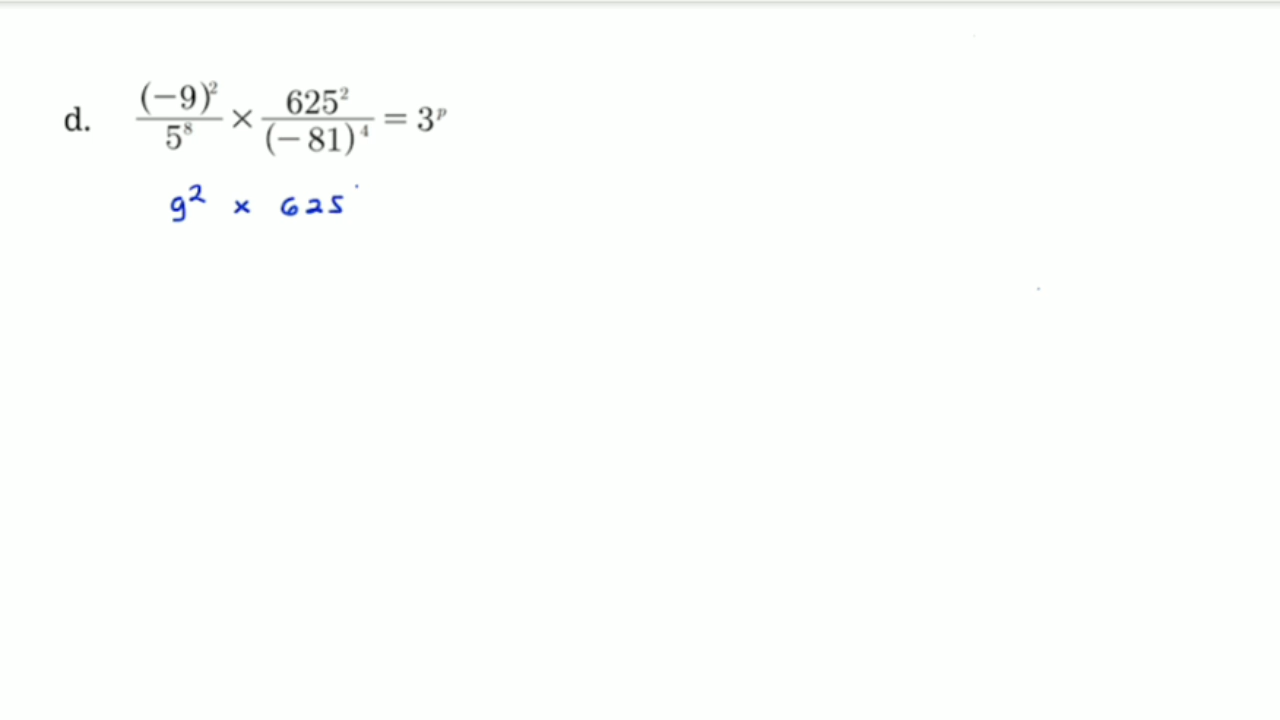 d. (−9)² / 5⁸ × 625² / (−81)⁴ = 3ᵖ
9² × 625